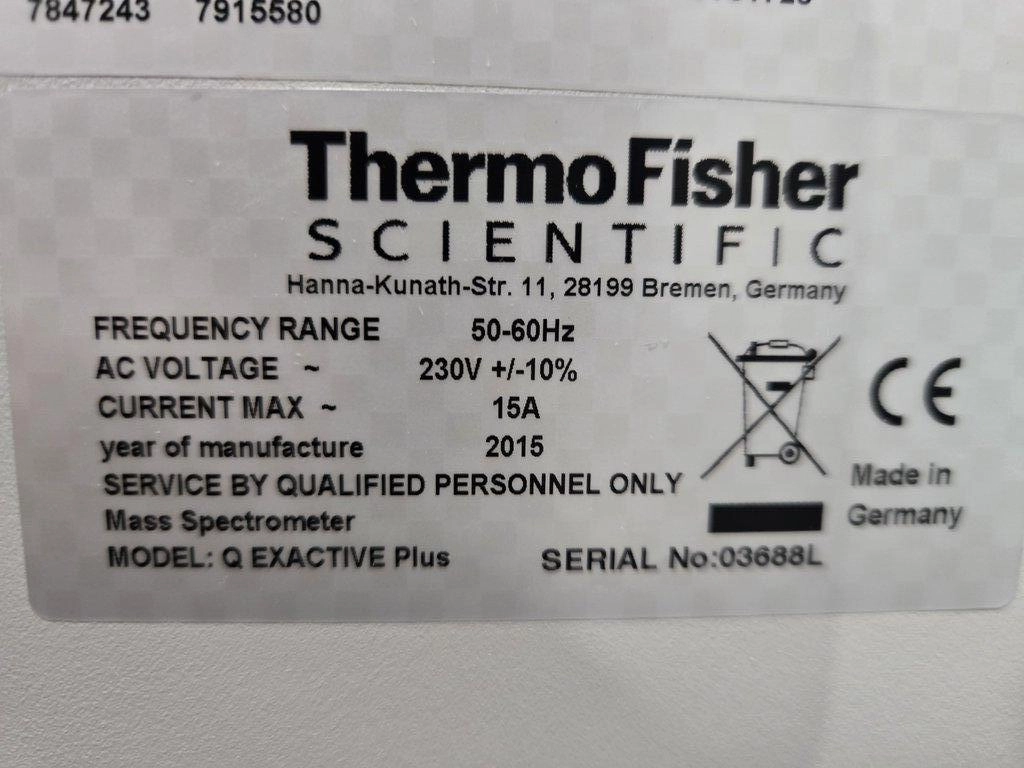 7847243 7915580
ThermoFisher
SCIENTIFIC
Hanna-Kunath-Str. 11, 28199 Bremen, Germany
FREQUENCY RANGE 50-60Hz
AC VOLTAGE ~ 230V +/-10%
CURRENT MAX ~ 15A
year of manufacture 2015
SERVICE BY QUALIFIED PERSONNEL ONLY
Mass Spectrometer
MODEL: Q EXACTIVE Plus
SERIAL No:03688L
CE
Made in
Germany